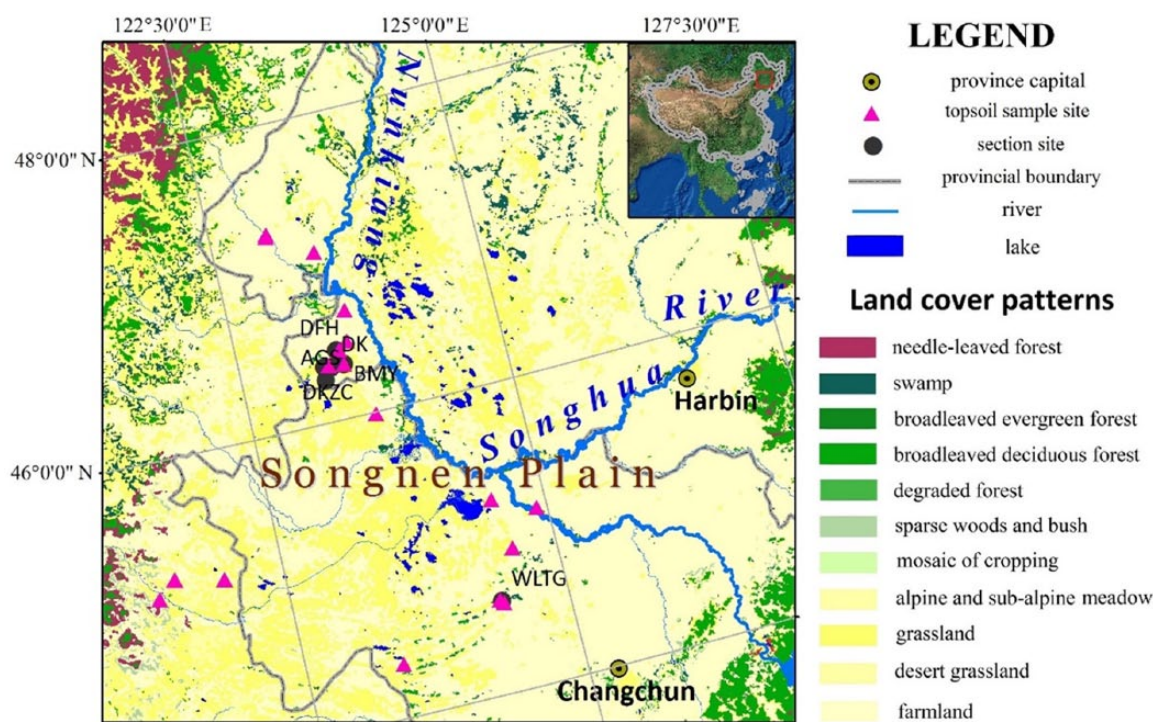 122°30'0"E 125°0'0"E 127°30'0"E
48°0'0" N
46°0'0" N
Nunkiang
Songhua River
Songnen Plain
DFH
DK
AGS
BMY
DKZC
WLTG
Harbin
Changchun
LEGEND
province capital
topsoil sample site
section site
provincial boundary
river
lake
Land cover patterns
needle-leaved forest
swamp
broadleaved evergreen forest
broadleaved deciduous forest
degraded forest
sparse woods and bush
mosaic of cropping
alpine and sub-alpine meadow
grassland
desert grassland
farmland